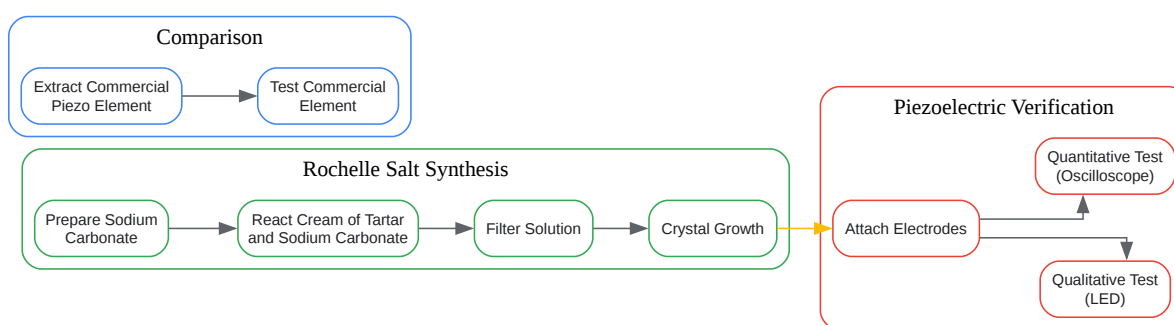 Comparison
Extract Commercial
Piezo Element
Test Commercial
Element
Rochelle Salt Synthesis
Prepare Sodium
Carbonate
React Cream of Tartar
and Sodium Carbonate
Filter Solution
Crystal Growth
Piezoelectric Verification
Attach Electrodes
Quantitative Test
(Oscilloscope)
Qualitative Test
(LED)